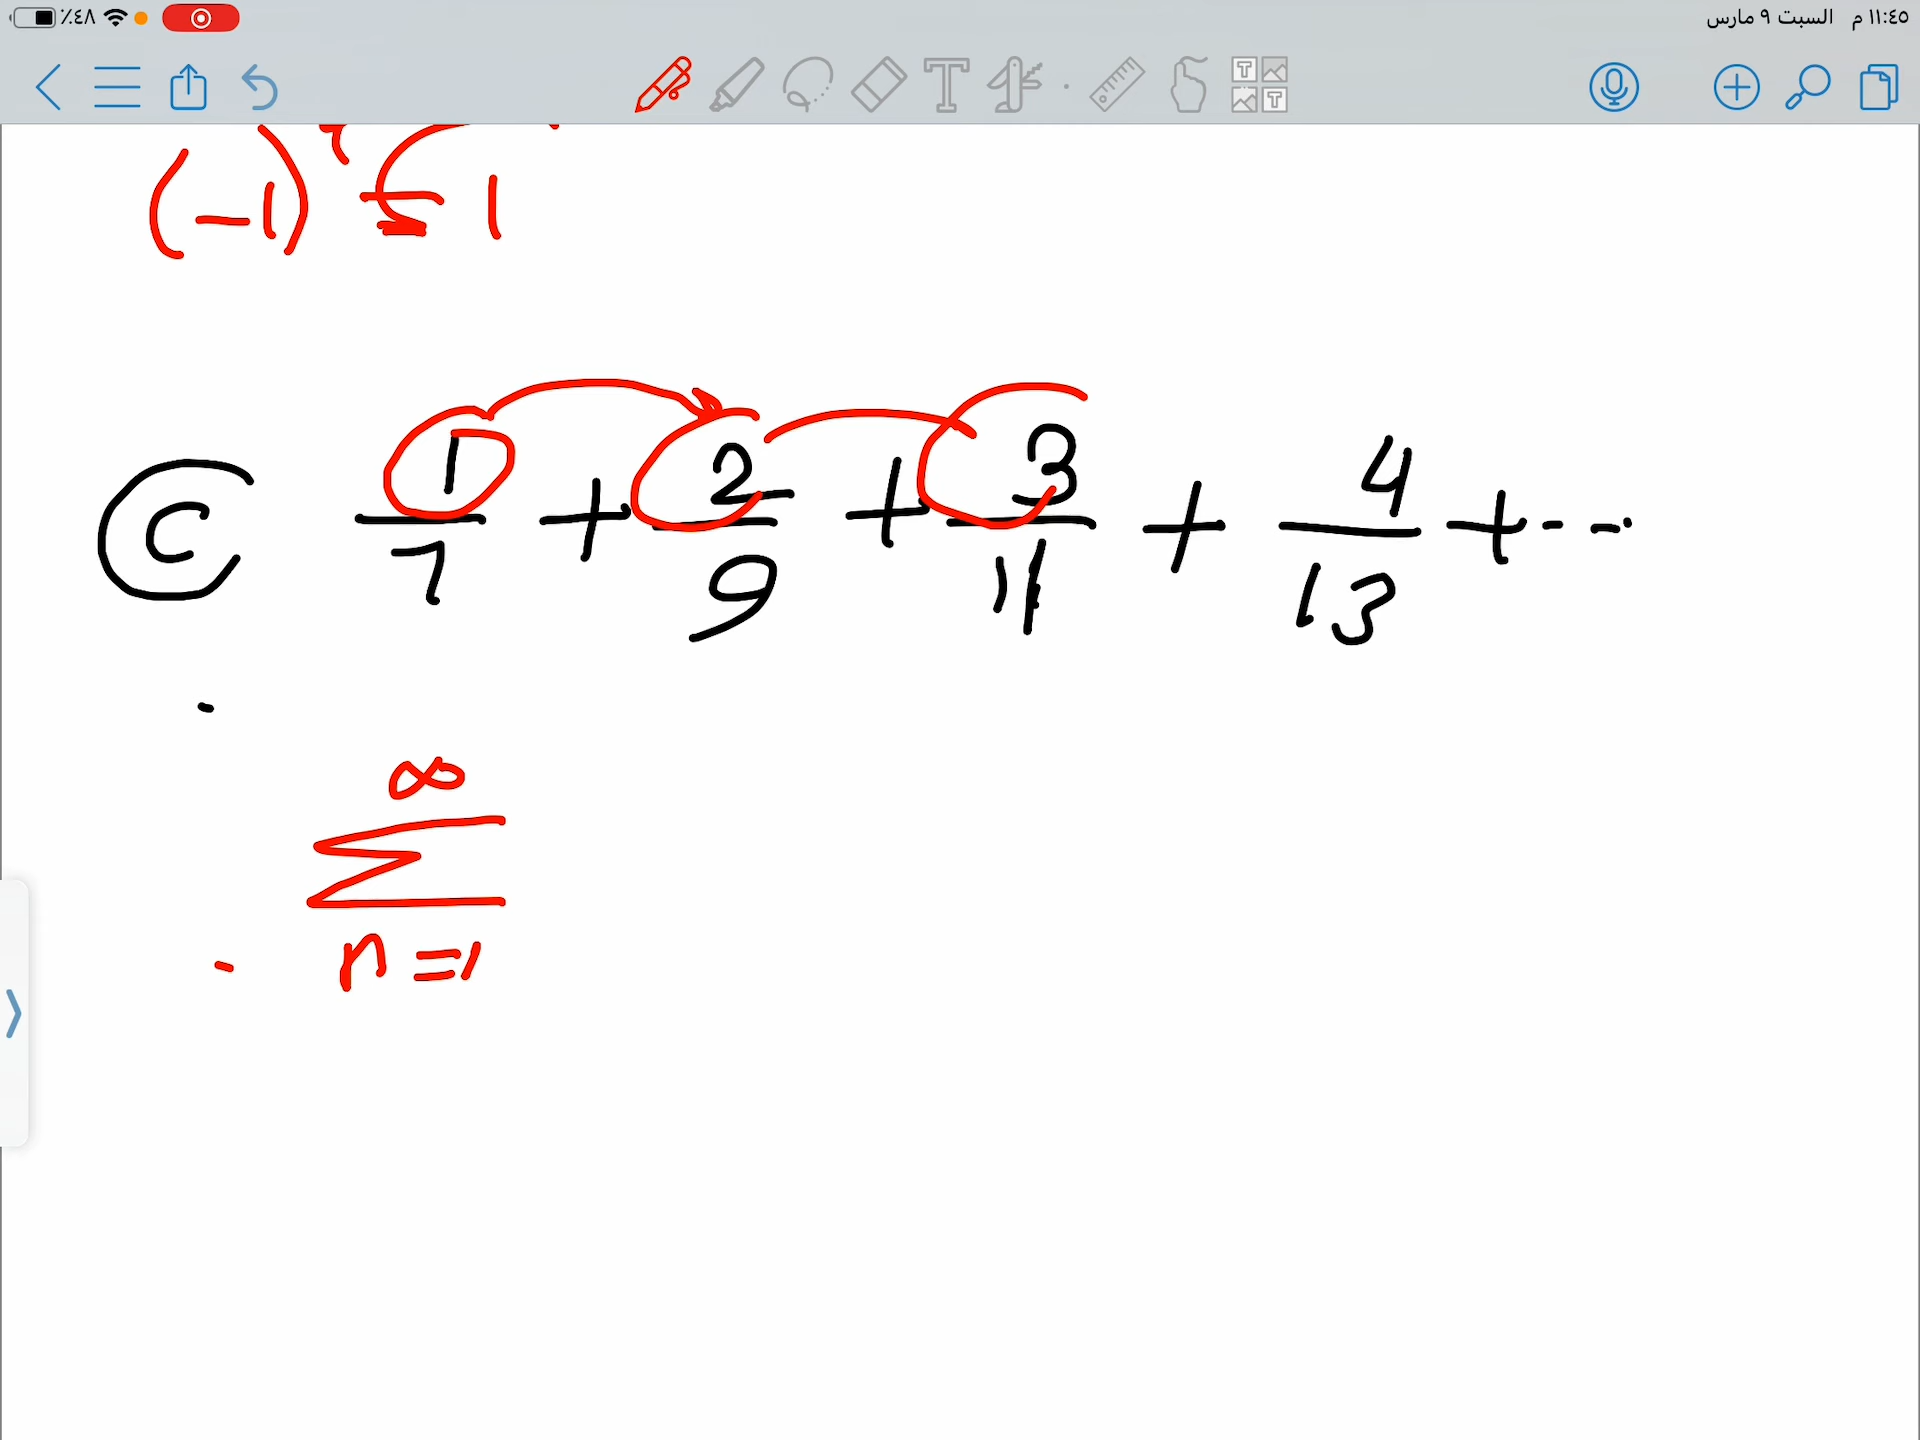 ٪٤٨
السبت ٩ مارس ١١:٤٥ م
(-1) = 1
C 1/7 + 2/9 + 3/11 + 4/13 + ...
∞
Σ
n=1